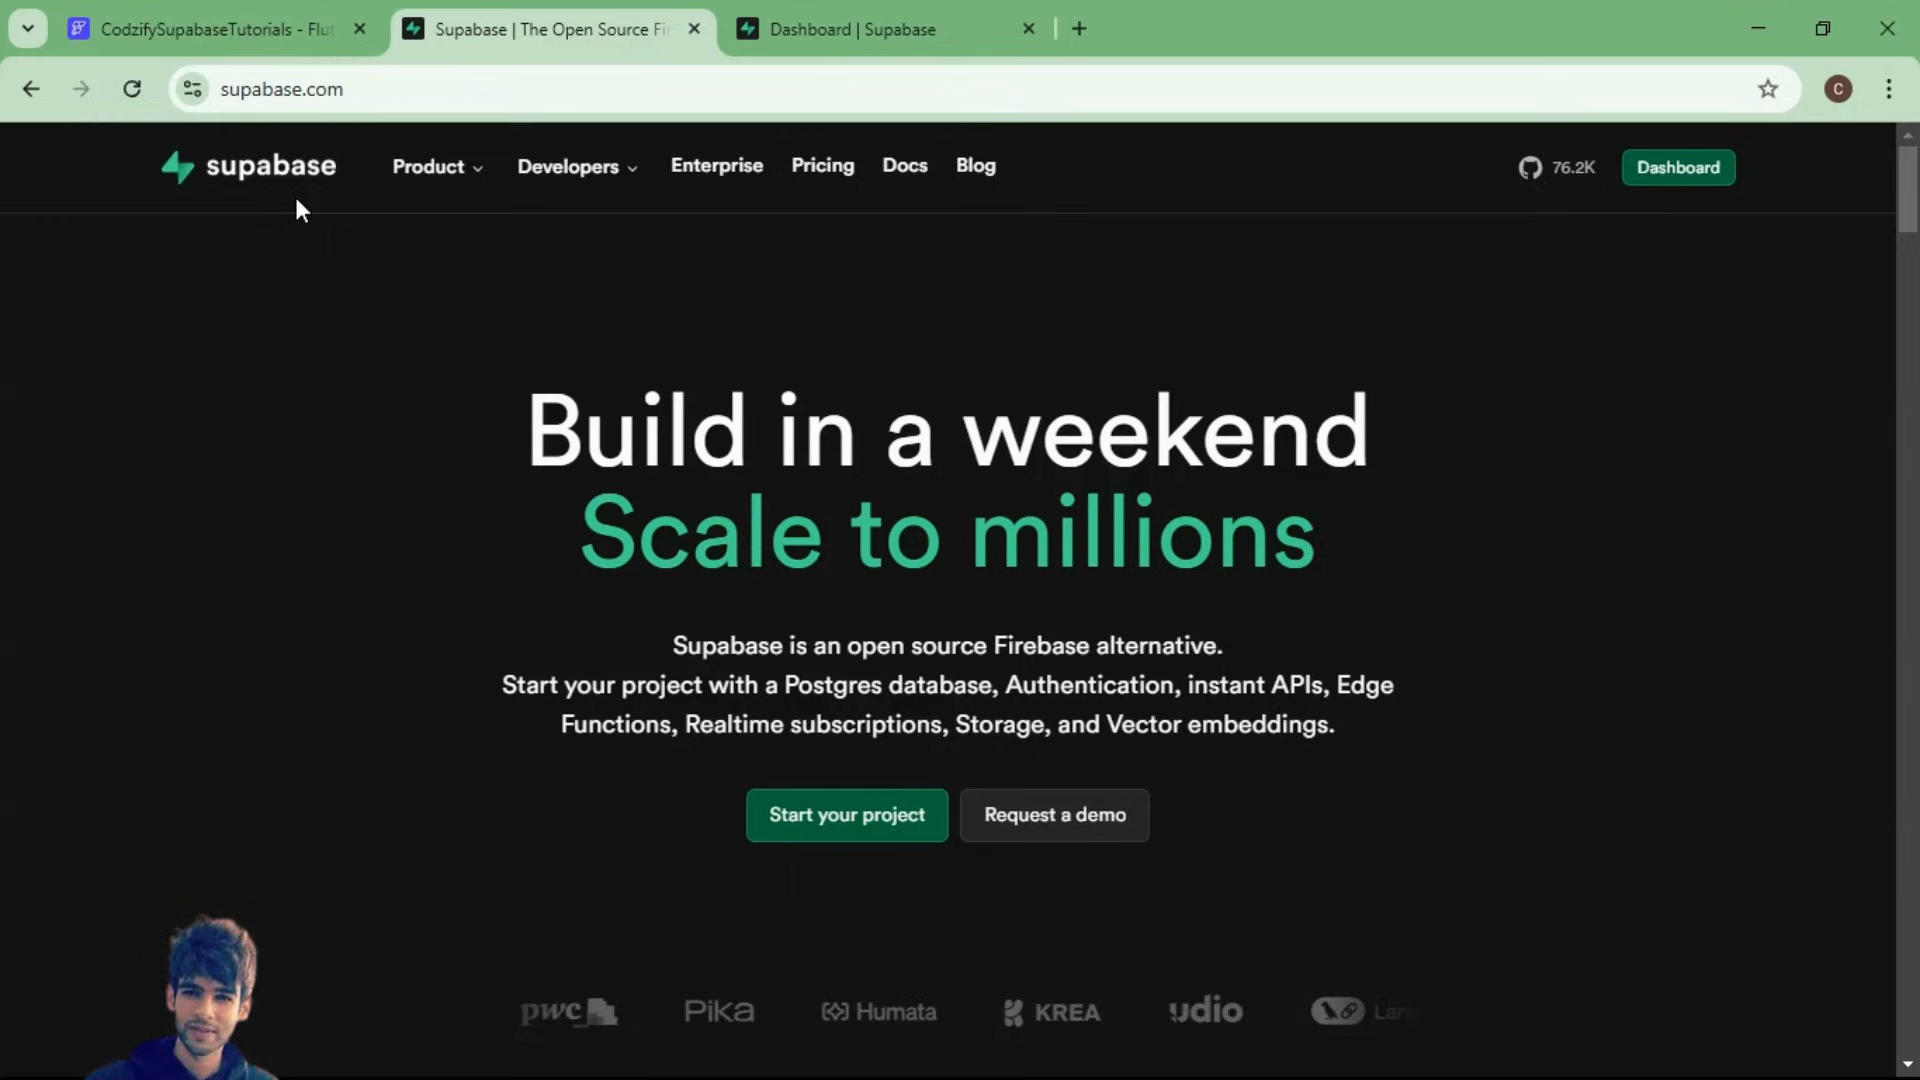 CodzifySupabaseTutorials - Flut
Supabase | The Open Source Fi
Dashboard | Supabase
supabase.com
C
supabase
Product
Developers
Enterprise
Pricing
Docs
Blog
76.2K
Dashboard
Build in a weekend
Scale to millions
Supabase is an open source Firebase alternative.
Start your project with a Postgres database, Authentication, instant APIs, Edge
Functions, Realtime subscriptions, Storage, and Vector embeddings.
Start your project
Request a demo
pwc
Pika
Humata
KREA
udio
Lan